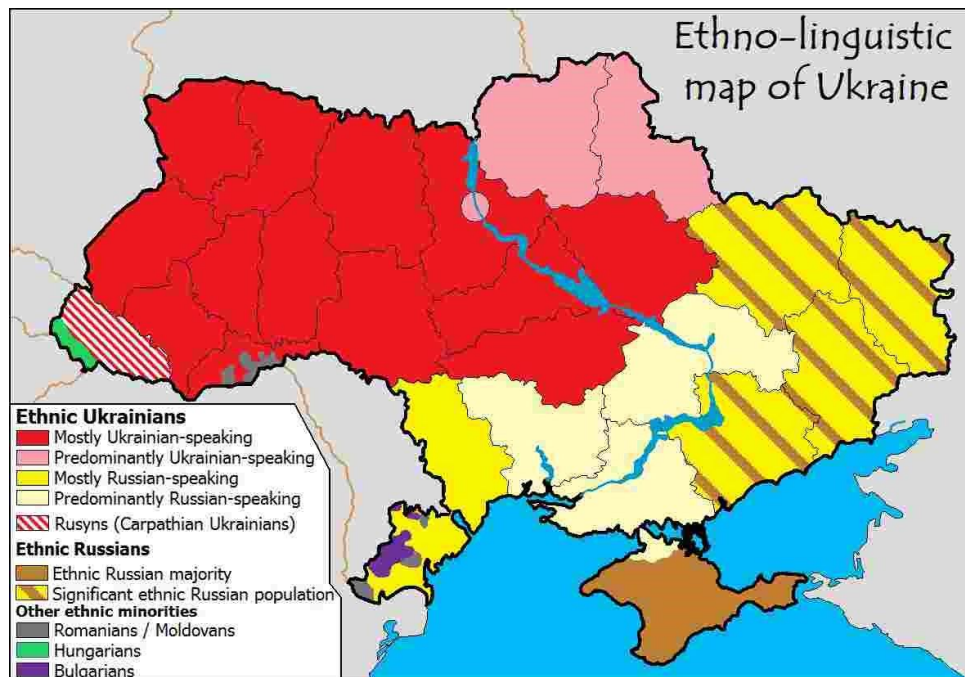 Ethno-linguistic
map of Ukraine
Ethnic Ukrainians
Mostly Ukrainian-speaking
Predominantly Ukrainian-speaking
Mostly Russian-speaking
Predominantly Russian-speaking
Rusyns (Carpathian Ukrainians)
Ethnic Russians
Ethnic Russian majority
Significant ethnic Russian population
Other ethnic minorities
Romanians / Moldovans
Hungarians
Bulgarians